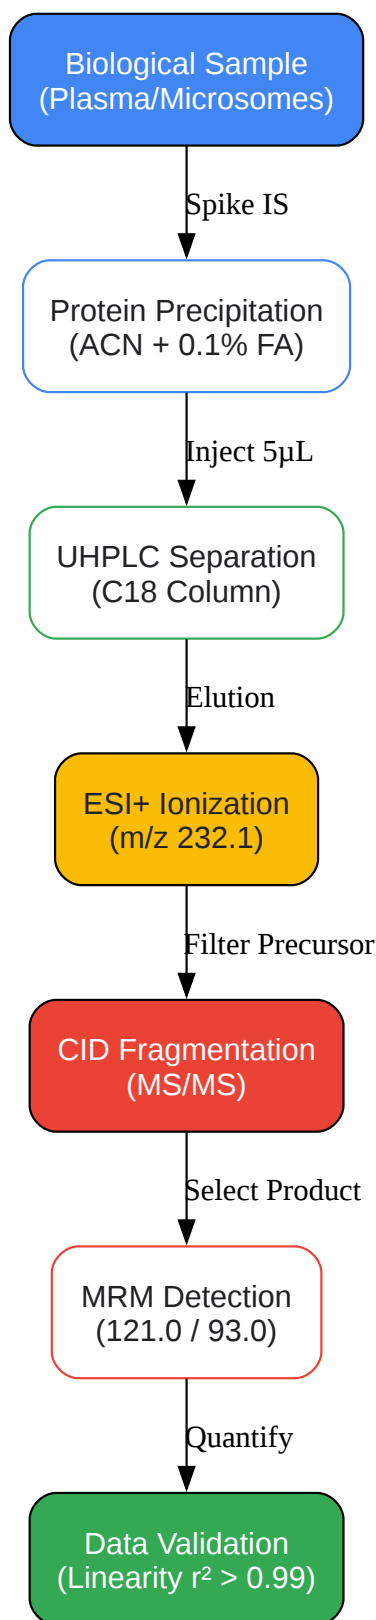 Biological Sample
(Plasma/Microsomes)
Spike IS
Protein Precipitation
(ACN + 0.1% FA)
Inject 5µL
UHPLC Separation
(C18 Column)
Elution
ESI+ Ionization
(m/z 232.1)
Filter Precursor
CID Fragmentation
(MS/MS)
Select Product
MRM Detection
(121.0 / 93.0)
Quantify
Data Validation
(Linearity r² > 0.99)